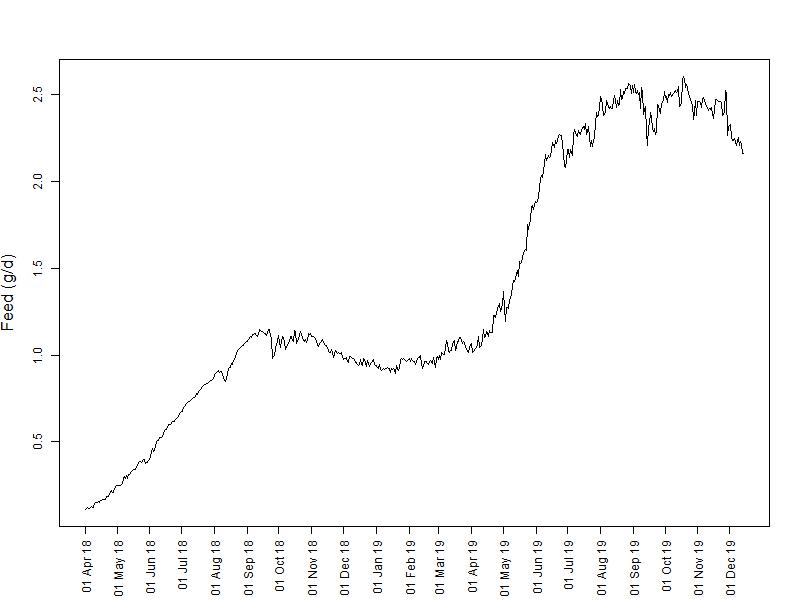 Feed (g/d)
2.5
2.0
1.5
1.0
0.5
01 Apr 18
01 May 18
01 Jun 18
01 Jul 18
01 Aug 18
01 Sep 18
01 Oct 18
01 Nov 18
01 Dec 18
01 Jan 19
01 Feb 19
01 Mar 19
01 Apr 19
01 May 19
01 Jun 19
01 Jul 19
01 Aug 19
01 Sep 19
01 Oct 19
01 Nov 19
01 Dec 19